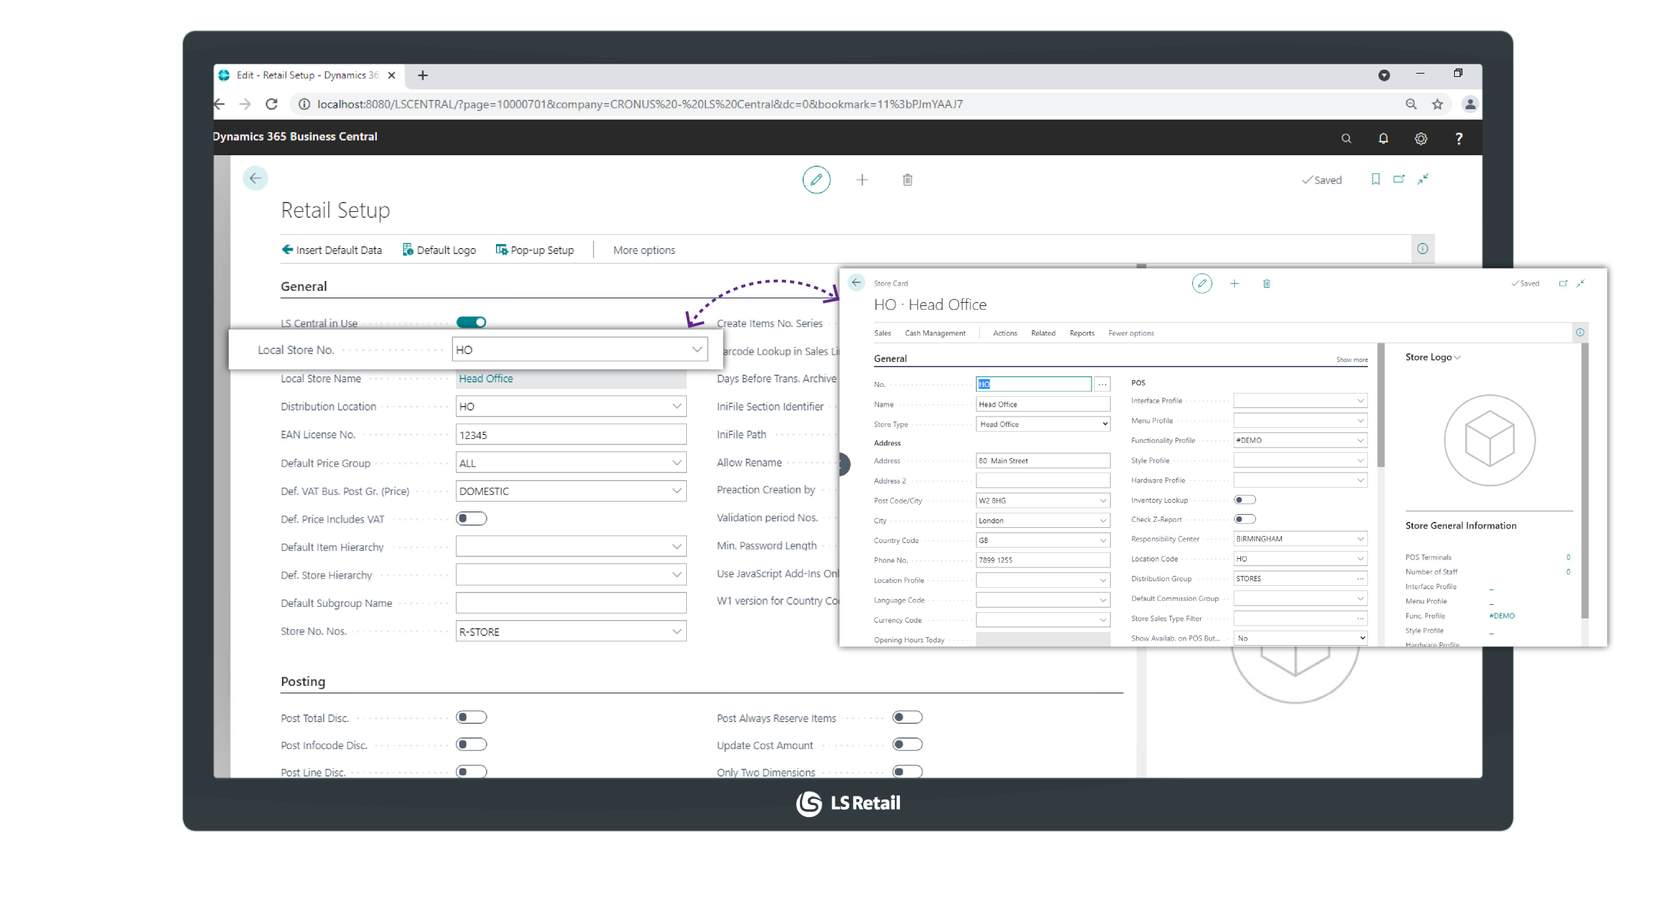 Edit - Retail Setup - Dynamics 36
localhost:8080/LSCENTRAL/?page=10000701&company=CRONUS%20-%20LS%20Central&dc=0&bookmark=11%3bPJmYAAJ7
Dynamics 365 Business Central
?
Saved
Retail Setup
Insert Default Data
Default Logo
Pop-up Setup
More options
General
LS Central in Use
Local Store No.
HO
Local Store Name
Head Office
Distribution Location
HO
EAN License No.
12345
Default Price Group
ALL
Def. VAT Bus. Post Gr. (Price)
DOMESTIC
Def. Price Includes VAT
Default Item Hierarchy
Def. Store Hierarchy
Default Subgroup Name
Store No. Nos.
R-STORE
Create Items No. Series
arcode Lookup in Sales Li
Days Before Trans. Archive
IniFile Section Identifier
IniFile Path
Allow Rename
Preaction Creation by
Validation period Nos.
Min. Password Length
Use JavaScript Add-Ins Onl
W1 version for Country Co
Posting
Post Total Disc.
Post Infocode Disc.
Post Line Disc.
Post Always Reserve Items
Update Cost Amount
Only Two Dimensions
Store Card
Saved
HO · Head Office
Sales
Cash Management
Actions
Related
Reports
Fewer options
General
Show more
No.
HO
Name
Head Office
Store Type
Head Office
Address
Address
80 Main Street
Address 2
Post Code/City
W2 8HG
City
London
Country Code
GB
Phone No.
7899 1255
Location Profile
Language Code
Currency Code
Opening Hours Today
POS
Interface Profile
Menu Profile
Functionality Profile
#DEMO
Style Profile
Hardware Profile
Inventory Lookup
Check Z-Report
Responsibility Center
BIRMINGHAM
Location Code
HO
Distribution Group
STORES
Default Commission Group
Store Sales Type Filter
Show Availab. on POS But...
No
Store Logo
Store General Information
POS Terminals
0
Number of Staff
0
Interface Profile
_
Menu Profile
_
Func. Profile
#DEMO
Style Profile
_
Hardware Profile
LS Retail